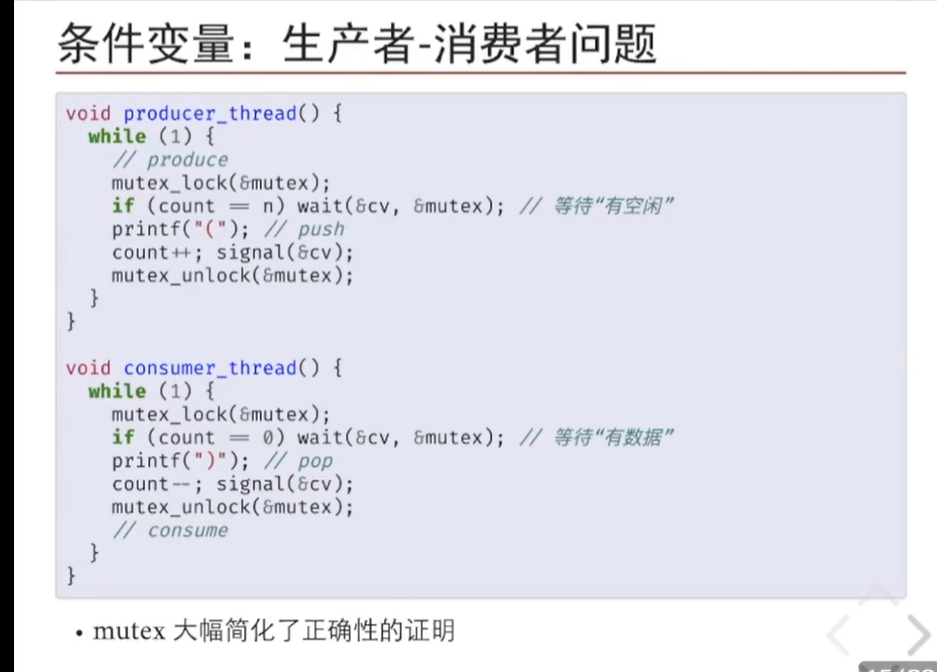 条件变量：生产者-消费者问题
void producer_thread() {
while (1) {
// produce
mutex_lock(&mutex);
if (count == n) wait(&cv, &mutex); // 等待“有空闲”
printf("("); // push
count++; signal(&cv);
mutex_unlock(&mutex);
}
}
void consumer_thread() {
while (1) {
mutex_lock(&mutex);
if (count == 0) wait(&cv, &mutex); // 等待“有数据”
printf(")"); // pop
count--; signal(&cv);
mutex_unlock(&mutex);
// consume
}
}
• mutex 大幅简化了正确性的证明